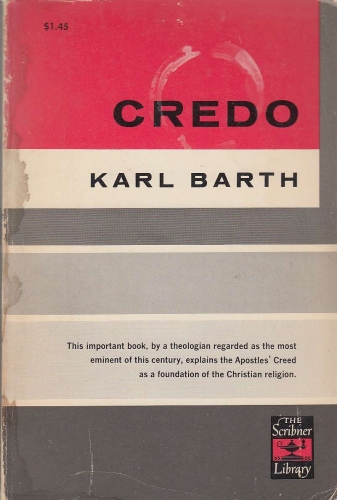 $1.45
CREDO
KARL BARTH
This important book, by a theologian regarded as the most
eminent of this century, explains the Apostles' Creed
as a foundation of the Christian religion.
THE
Scribner
Library